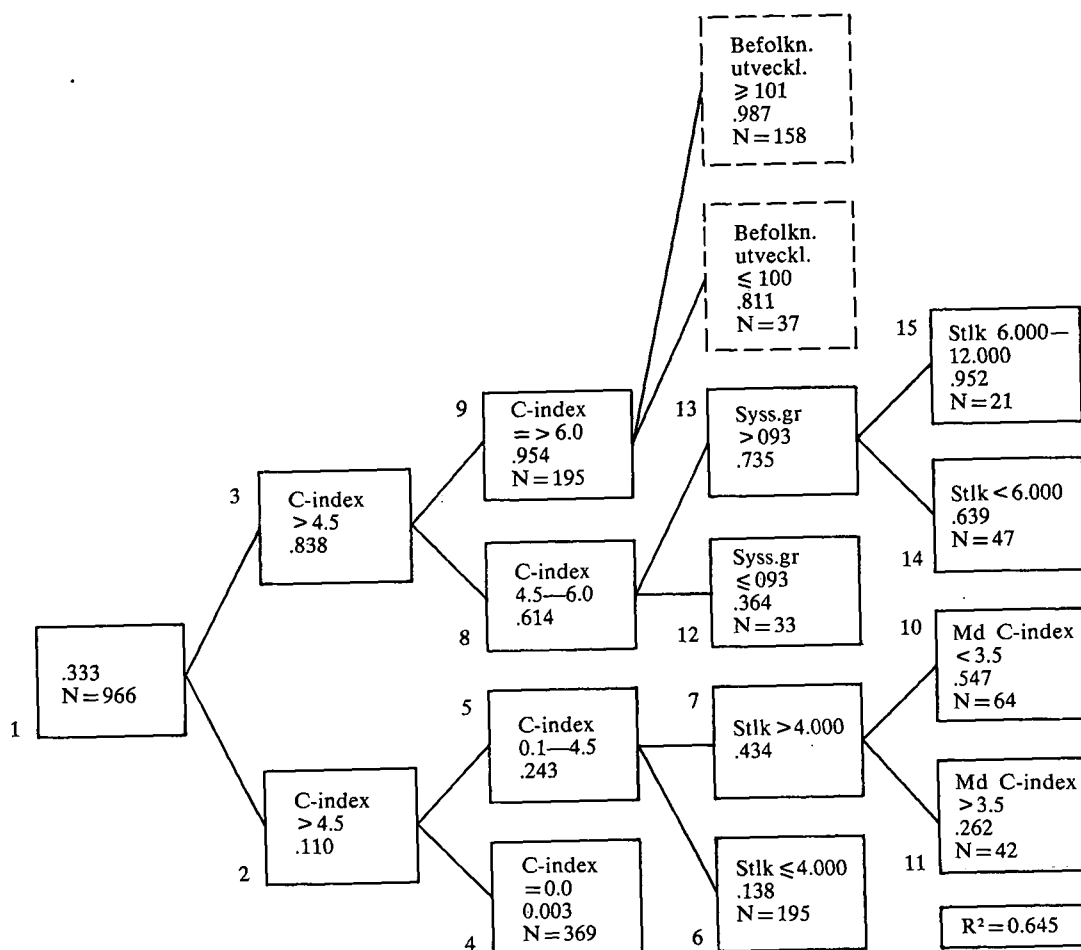 Befolkn.
utveckl.
⩾ 101
.987
N=158
Befolkn.
utveckl.
⩽ 100
.811
N=37
15
Stlk 6.000—
12.000
.952
N=21
9
C-index
=> 6.0
.954
N=195
13
Syss.gr
>093
.735
3
C-index
>4.5
.838
Stlk<6.000
.639
N=47
14
C-index
4.5—6.0
.614
8
Syss.gr
⩽093
.364
N=33
12
10
Md C-index
<3.5
.547
N=64
.333
N=966
1
5
C-index
0.1—4.5
.243
7
Stlk >4.000
.434
C-index
>4.5
.110
2
Md C-index
>3.5
.262
N=42
11
C-index
=0.0
0.003
N=369
4
Stlk ⩽4.000
.138
N=195
6
R²=0.645